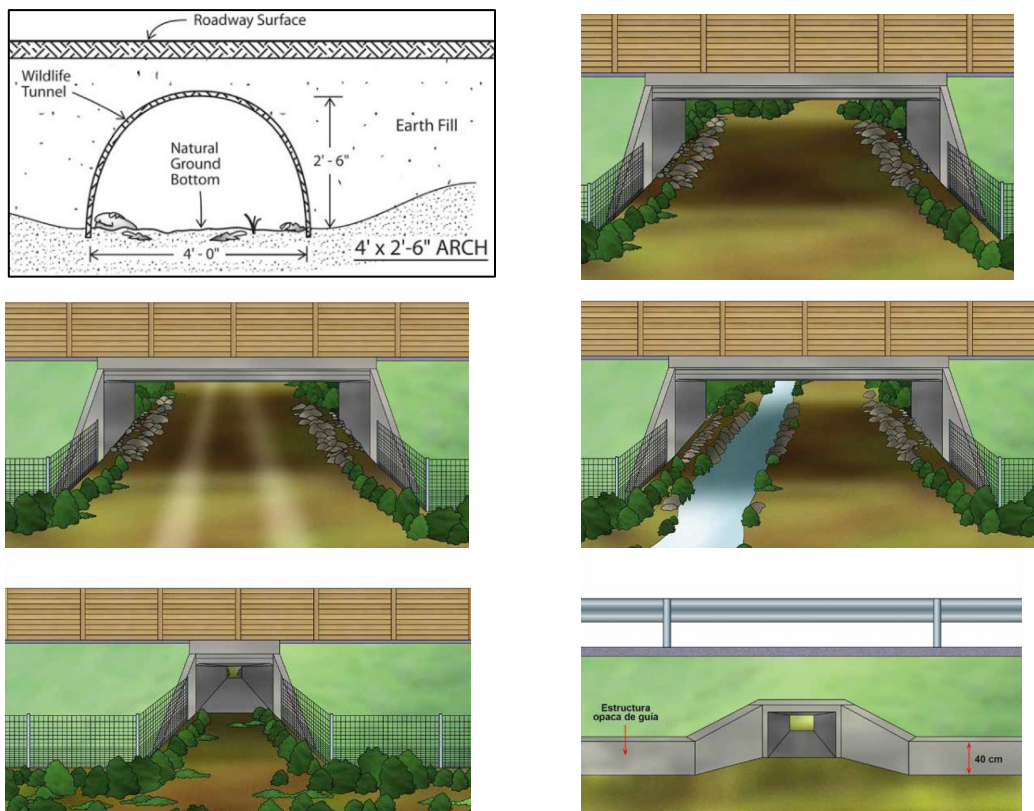 Roadway Surface
Wildlife
Tunnel
Earth Fill
Natural
Ground
Bottom
2' - 6"
4' - 0"
4' x 2'-6" ARCH
Estructura
opaca de guía
40 cm